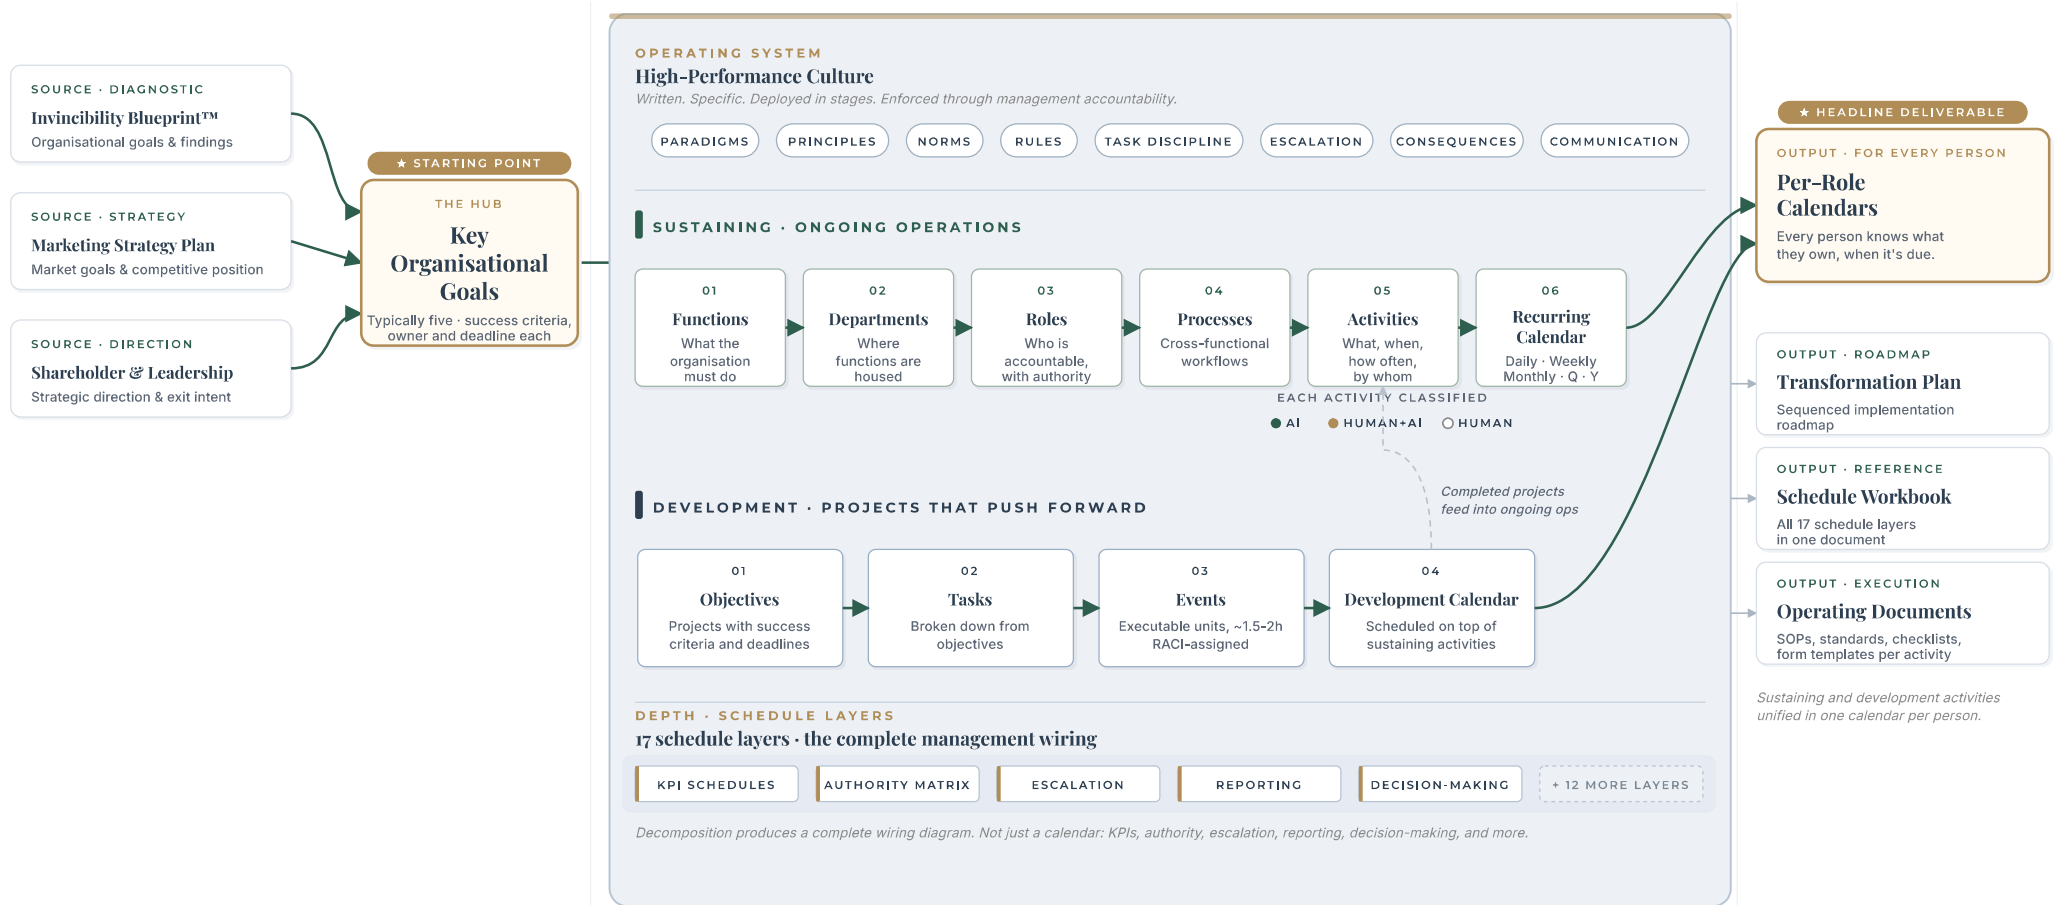 SOURCE · DIAGNOSTIC
Invincibility Blueprint™
Organisational goals & findings
SOURCE · STRATEGY
Marketing Strategy Plan
Market goals & competitive position
SOURCE · DIRECTION
Shareholder & Leadership
Strategic direction & exit intent
★ STARTING POINT
THE HUB
Key
Organisational
Goals
Typically five · success criteria,
owner and deadline each
OPERATING SYSTEM
High-Performance Culture
Written. Specific. Deployed in stages. Enforced through management accountability.
PARADIGMS
PRINCIPLES
NORMS
RULES
TASK DISCIPLINE
ESCALATION
CONSEQUENCES
COMMUNICATION
SUSTAINING · ONGOING OPERATIONS
01
Functions
What the
organisation
must do
02
Departments
Where
functions are
housed
03
Roles
Who is
accountable,
with authority
04
Processes
Cross-functional
workflows
05
Activities
What, when,
how often,
by whom
06
Recurring
Calendar
Daily · Weekly
Monthly · Q · Y
EACH ACTIVITY CLASSIFIED
AI
HUMAN+AI
HUMAN
Completed projects
feed into ongoing ops
DEVELOPMENT · PROJECTS THAT PUSH FORWARD
01
Objectives
Projects with success
criteria and deadlines
02
Tasks
Broken down from
objectives
03
Events
Executable units, ~1.5-2h
RACI-assigned
04
Development Calendar
Scheduled on top of
sustaining activities
DEPTH · SCHEDULE LAYERS
17 schedule layers · the complete management wiring
KPI SCHEDULES
AUTHORITY MATRIX
ESCALATION
REPORTING
DECISION-MAKING
+ 12 MORE LAYERS
Decomposition produces a complete wiring diagram. Not just a calendar: KPIs, authority, escalation, reporting, decision-making, and more.
★ HEADLINE DELIVERABLE
OUTPUT · FOR EVERY PERSON
Per-Role
Calendars
Every person knows what
they own, when it's due.
OUTPUT · ROADMAP
Transformation Plan
Sequenced implementation
roadmap
OUTPUT · REFERENCE
Schedule Workbook
All 17 schedule layers
in one document
OUTPUT · EXECUTION
Operating Documents
SOPs, standards, checklists,
form templates per activity
Sustaining and development activities
unified in one calendar per person.